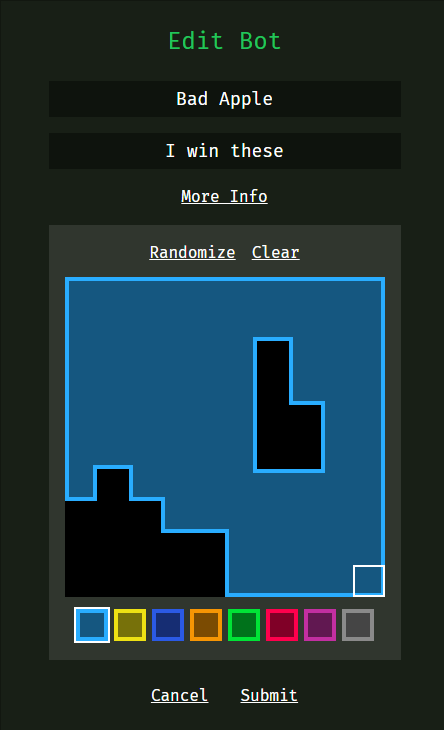 Edit Bot
Bad Apple
I win these
More Info
Randomize Clear
Cancel Submit